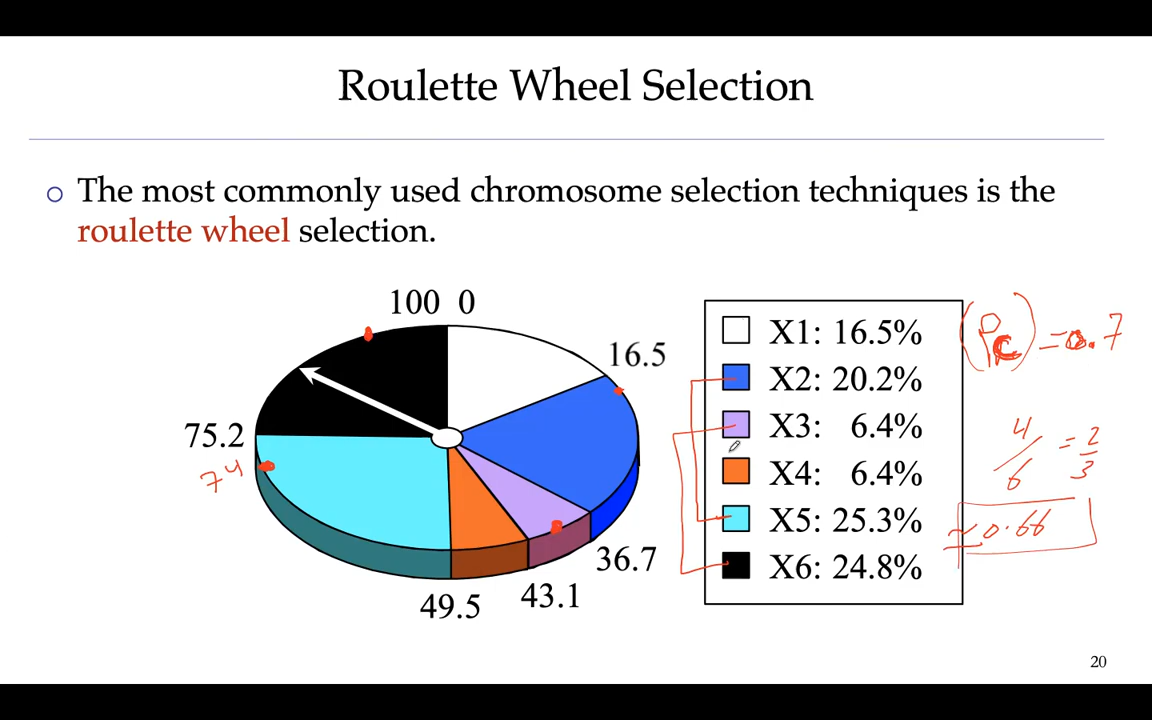 Roulette Wheel Selection
The most commonly used chromosome selection techniques is the
roulette wheel selection.
100 0
16.5
36.7
43.1
49.5
75.2
74
X1: 16.5%
X2: 20.2%
X3: 6.4%
X4: 6.4%
X5: 25.3%
X6: 24.8%
(Pc) = 0.7
4/6 = 2/3
≈ 0.66
20